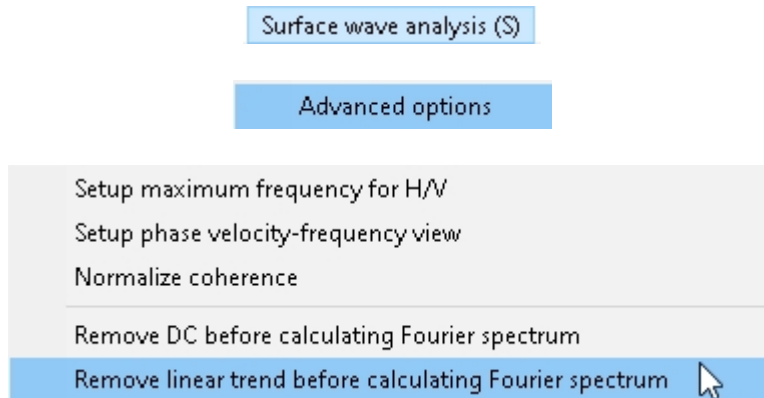 Surface wave analysis (S)
Advanced options
Setup maximum frequency for H/V
Setup phase velocity-frequency view
Normalize coherence
Remove DC before calculating Fourier spectrum
Remove linear trend before calculating Fourier spectrum